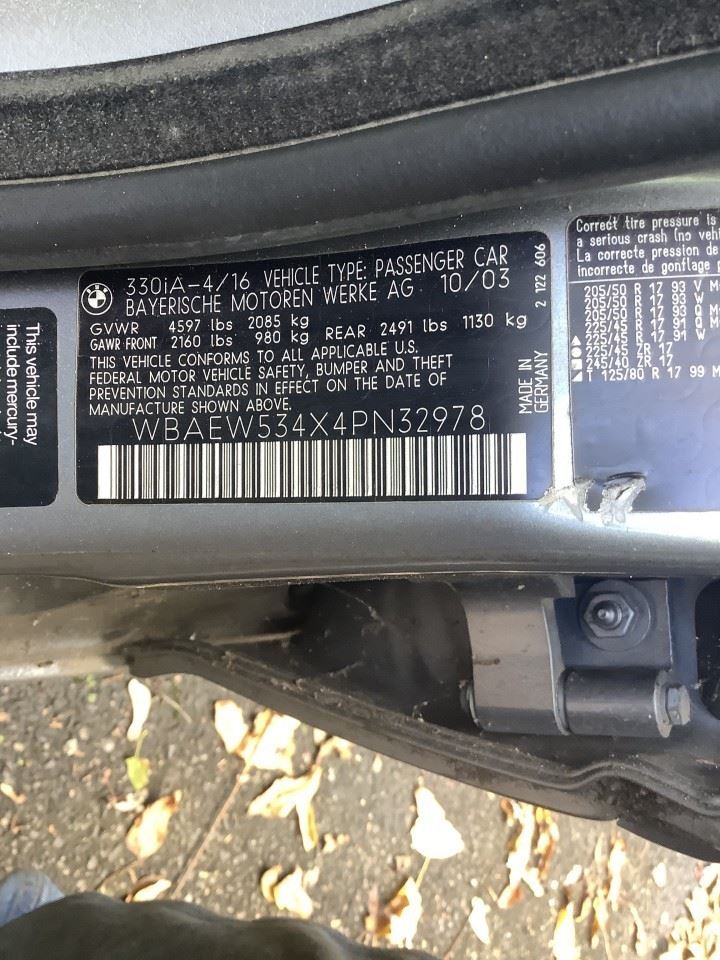 330iA-4/16 VEHICLE TYPE: PASSENGER CAR
BAYERISCHE MOTOREN WERKE AG 10/03
GVWR 4597 lbs 2085 kg
GAWR FRONT 2160 lbs 980 kg REAR 2491 lbs 1130 kg
THIS VEHICLE CONFORMS TO ALL APPLICABLE U.S.
FEDERAL MOTOR VEHICLE SAFETY, BUMPER AND THEFT
PREVENTION STANDARDS IN EFFECT ON THE DATE OF
MANUFACTURE SHOWN ABOVE.
WBAEW534X4PN32978
MADE IN
GERMANY
2 122 606
This vehicle may
include mercury-
Correct tire pressure is
a serious crash (no vehi
La correcte pression de
incorrecte de gonflage p
205/50 R 17 93 V M+
205/50 R 17 93 W
205/50 R 17 93 Q M+
225/45 R 17 91 Q M
225/45 R 17 91 W
225/45 ZR 17
245/40 ZR 17
T 125/80 R 17 99 M